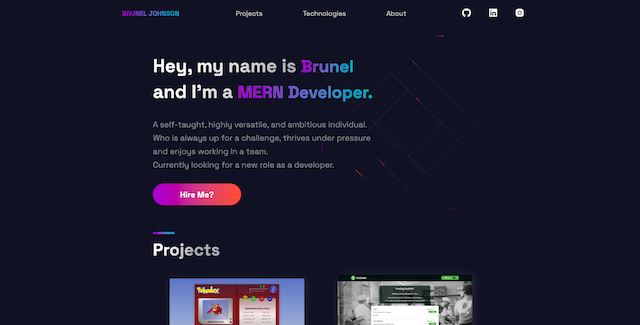 BRUNEL JOHNSON
Projects
Technologies
About
Hey, my name is Brunel
and I'm a MERN Developer.
A self-taught, highly versatile, and ambitious individual.
Who is always up for a challenge, thrives under pressure
and enjoys working in a team.
Currently looking for a new role as a developer.
Hire Me?
Projects